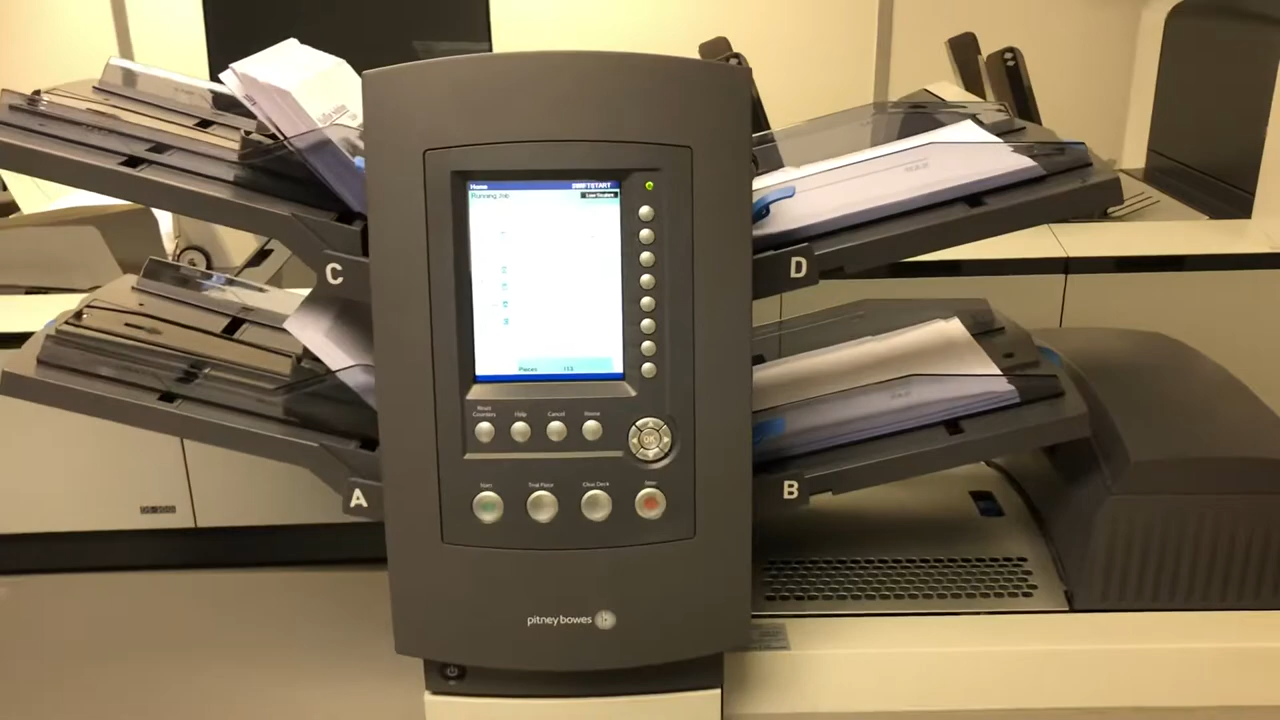 Home SWIFTSTART
Running Job
Pieces 113
Reset
Counters
Help
Cancel
Home
Start
Trial Piece
Clear Deck
Stop
OK
C
D
A
B
pitney bowes